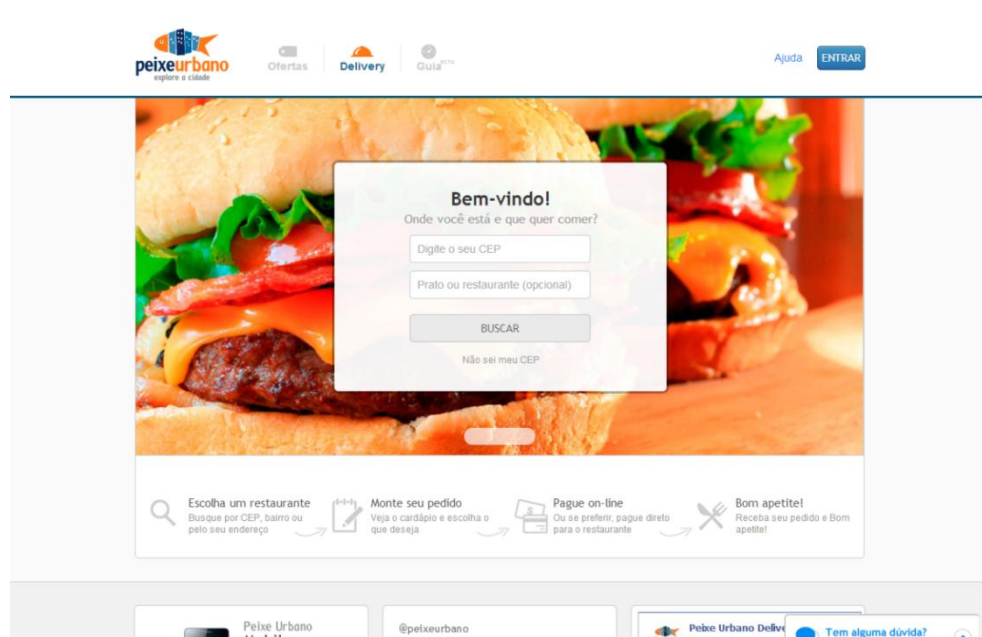 peixeurbano
explore a cidade
Ofertas
Delivery
Guia BETA
Ajuda
ENTRAR
Bem-vindo!
Onde você está e que quer comer?
Digite o seu CEP
Prato ou restaurante (opcional)
BUSCAR
Não sei meu CEP
Escolha um restaurante
Busque por CEP, bairro ou
pelo seu endereço
Monte seu pedido
Veja o cardápio e escolha o
que deseja
Pague on-line
Ou se preferir, pague direto
para o restaurante
Bom apetite!
Receba seu pedido e Bom
apetite!
Peixe Urbano
@peixeurbano
Peixe Urbano Delive
Tem alguma dúvida?